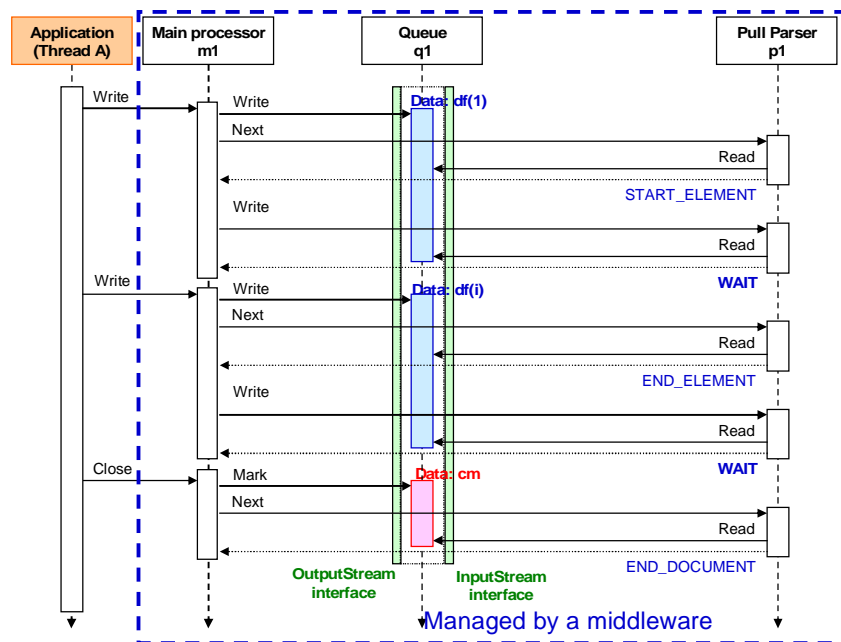 Application
(Thread A)
Main processor
m1
Queue
q1
Pull Parser
p1
Write
Write
Data: df(1)
Next
Read
START_ELEMENT
Write
Read
WAIT
Write
Write
Data: df(i)
Next
Read
END_ELEMENT
Write
Read
WAIT
Close
Mark
Data: cm
Next
Read
END_DOCUMENT
OutputStream
interface
InputStream
interface
Managed by a middleware